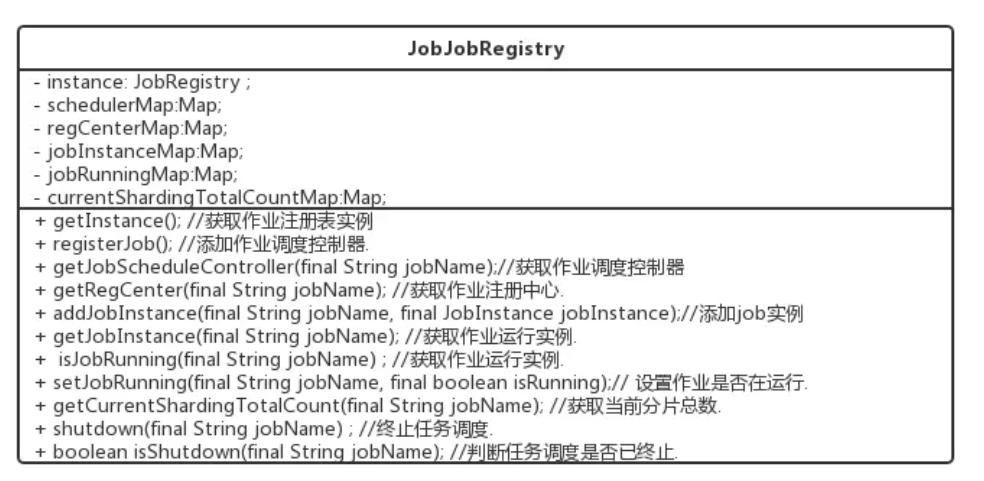 JobJobRegistry
- instance: JobRegistry ;
- schedulerMap:Map;
- regCenterMap:Map;
- jobInstanceMap:Map;
- jobRunningMap:Map;
- currentShardingTotalCountMap:Map;
+ getInstance(); //获取作业注册表实例
+ registerJob(); //添加作业调度控制器.
+ getJobScheduleController(final String jobName);//获取作业调度控制器
+ getRegCenter(final String jobName); //获取作业注册中心.
+ addJobInstance(final String jobName, final JobInstance jobInstance);//添加job实例
+ getJobInstance(final String jobName); //获取作业运行实例.
+  isJobRunning(final String jobName) ; //获取作业运行实例.
+ setJobRunning(final String jobName, final boolean isRunning);// 设置作业是否在运行.
+ getCurrentShardingTotalCount(final String jobName); //获取当前分片总数.
+ shutdown(final String jobName) ; //终止任务调度.
+ boolean isShutdown(final String jobName); //判断任务调度是否已终止.